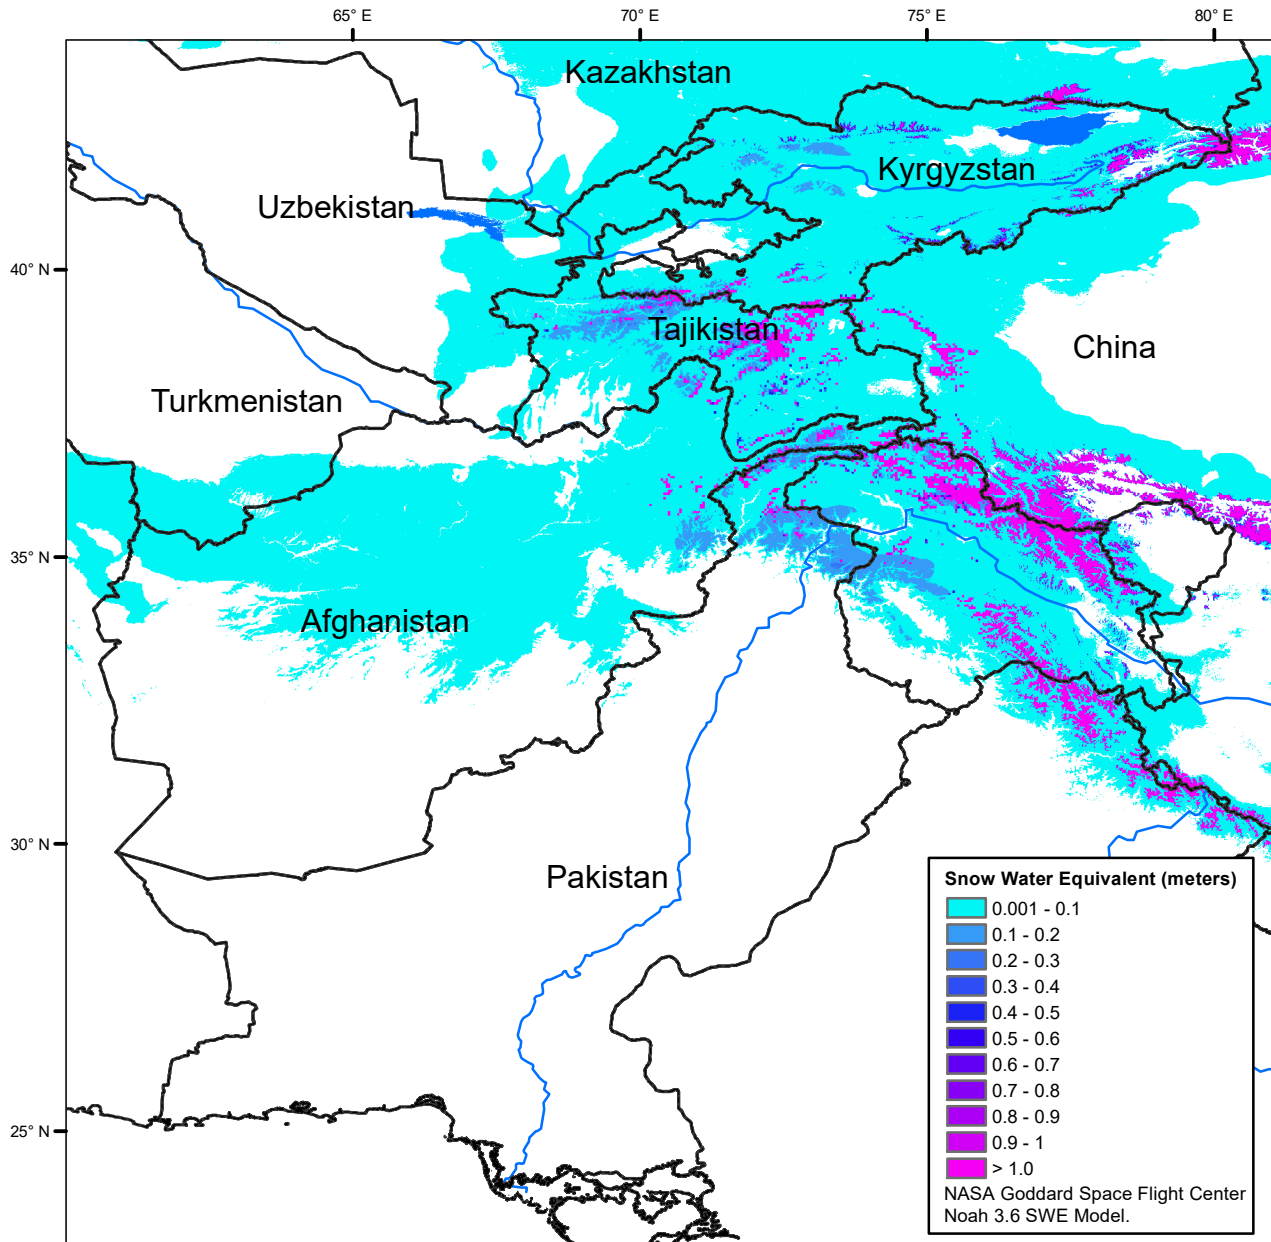 65° E
70° E
75° E
80° E
Kazakhstan
Kyrgyzstan
Uzbekistan
40° N
Tajikistan
China
Turkmenistan
35° N
Afghanistan
30° N
Pakistan
25° N
Snow Water Equivalent (meters)
0.001 - 0.1
0.1 - 0.2
0.2 - 0.3
0.3 - 0.4
0.4 - 0.5
0.5 - 0.6
0.6 - 0.7
0.7 - 0.8
0.8 - 0.9
0.9 - 1
> 1.0
NASA Goddard Space Flight Center
Noah 3.6 SWE Model.